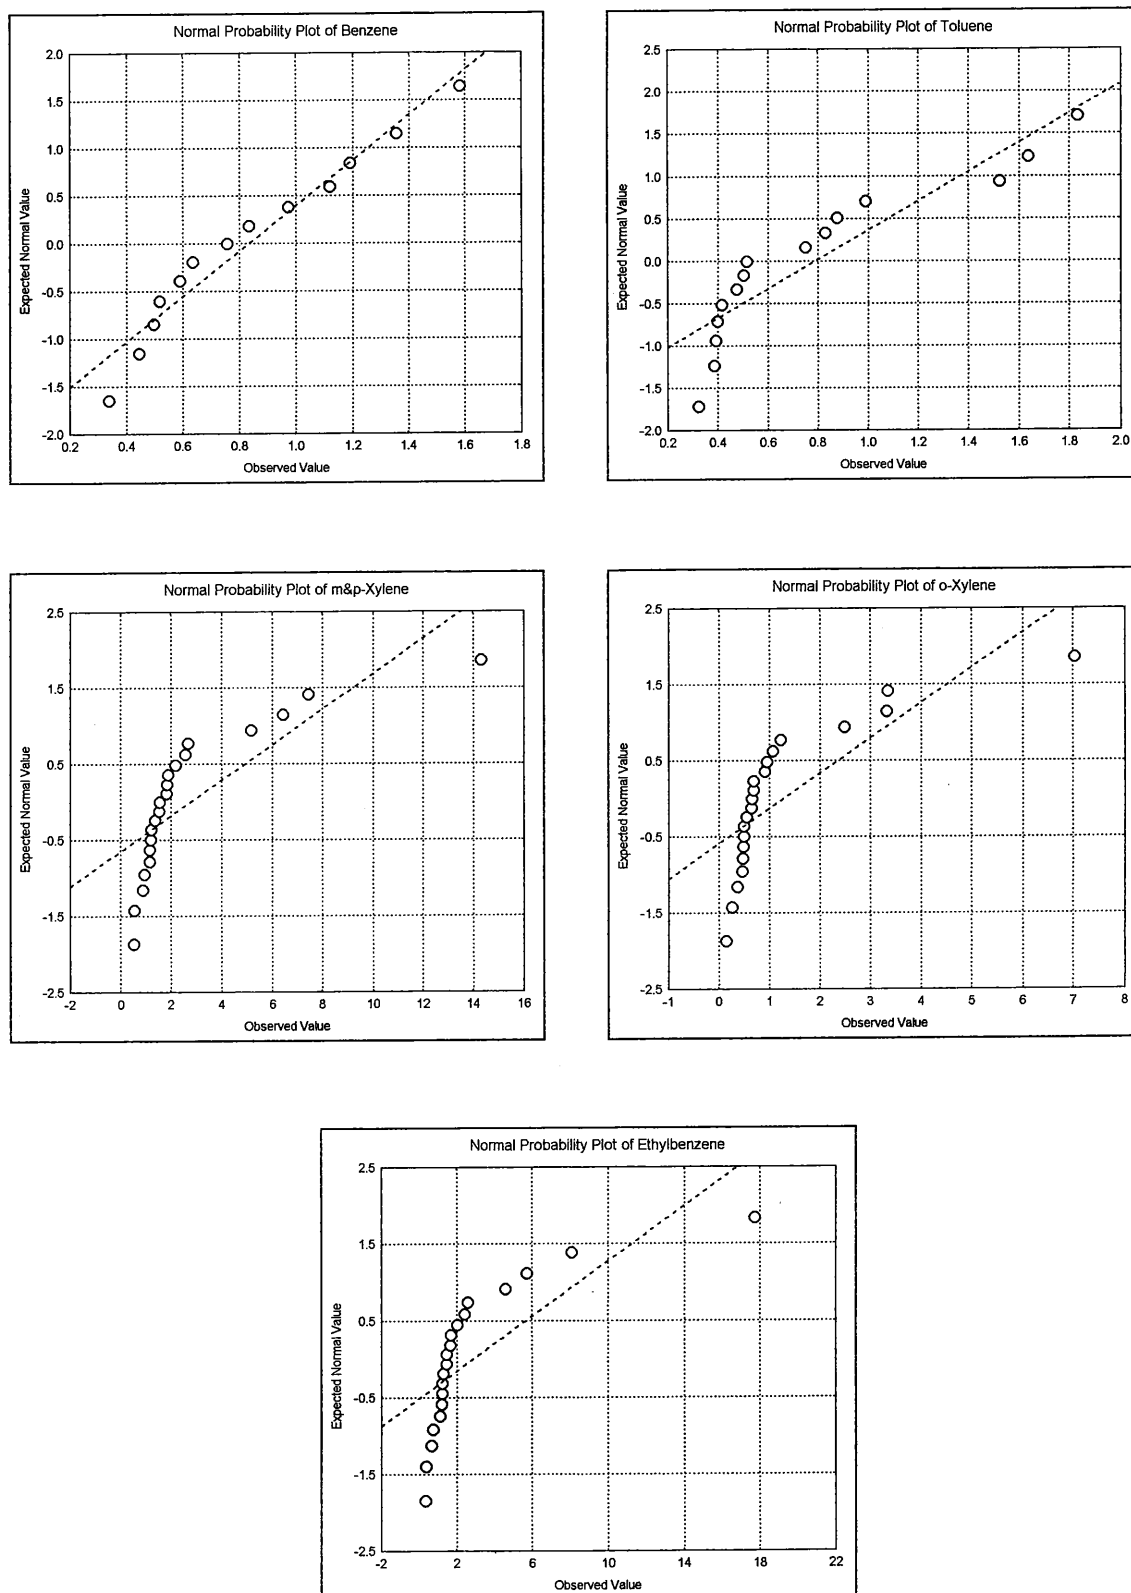 Normal Probability Plot of Benzene
Expected Normal Value
2.0
1.5
1.0
0.5
0.0
-0.5
-1.0
-1.5
-2.0
0.2 0.4 0.6 0.8 1.0 1.2 1.4 1.6 1.8
Observed Value
Normal Probability Plot of Toluene
Expected Normal Value
2.5
2.0
1.5
1.0
0.5
0.0
-0.5
-1.0
-1.5
-2.0
0.2 0.4 0.6 0.8 1.0 1.2 1.4 1.6 1.8 2.0
Observed Value
Normal Probability Plot of m&p-Xylene
Expected Normal Value
2.5
1.5
0.5
-0.5
-1.5
-2.5
-2 0 2 4 6 8 10 12 14 16
Observed Value
Normal Probability Plot of o-Xylene
Expected Normal Value
2.5
1.5
0.5
-0.5
-1.5
-2.5
-1 0 1 2 3 4 5 6 7 8
Observed Value
Normal Probability Plot of Ethylbenzene
Expected Normal Value
2.5
1.5
0.5
-0.5
-1.5
-2.5
-2 2 6 10 14 18 22
Observed Value